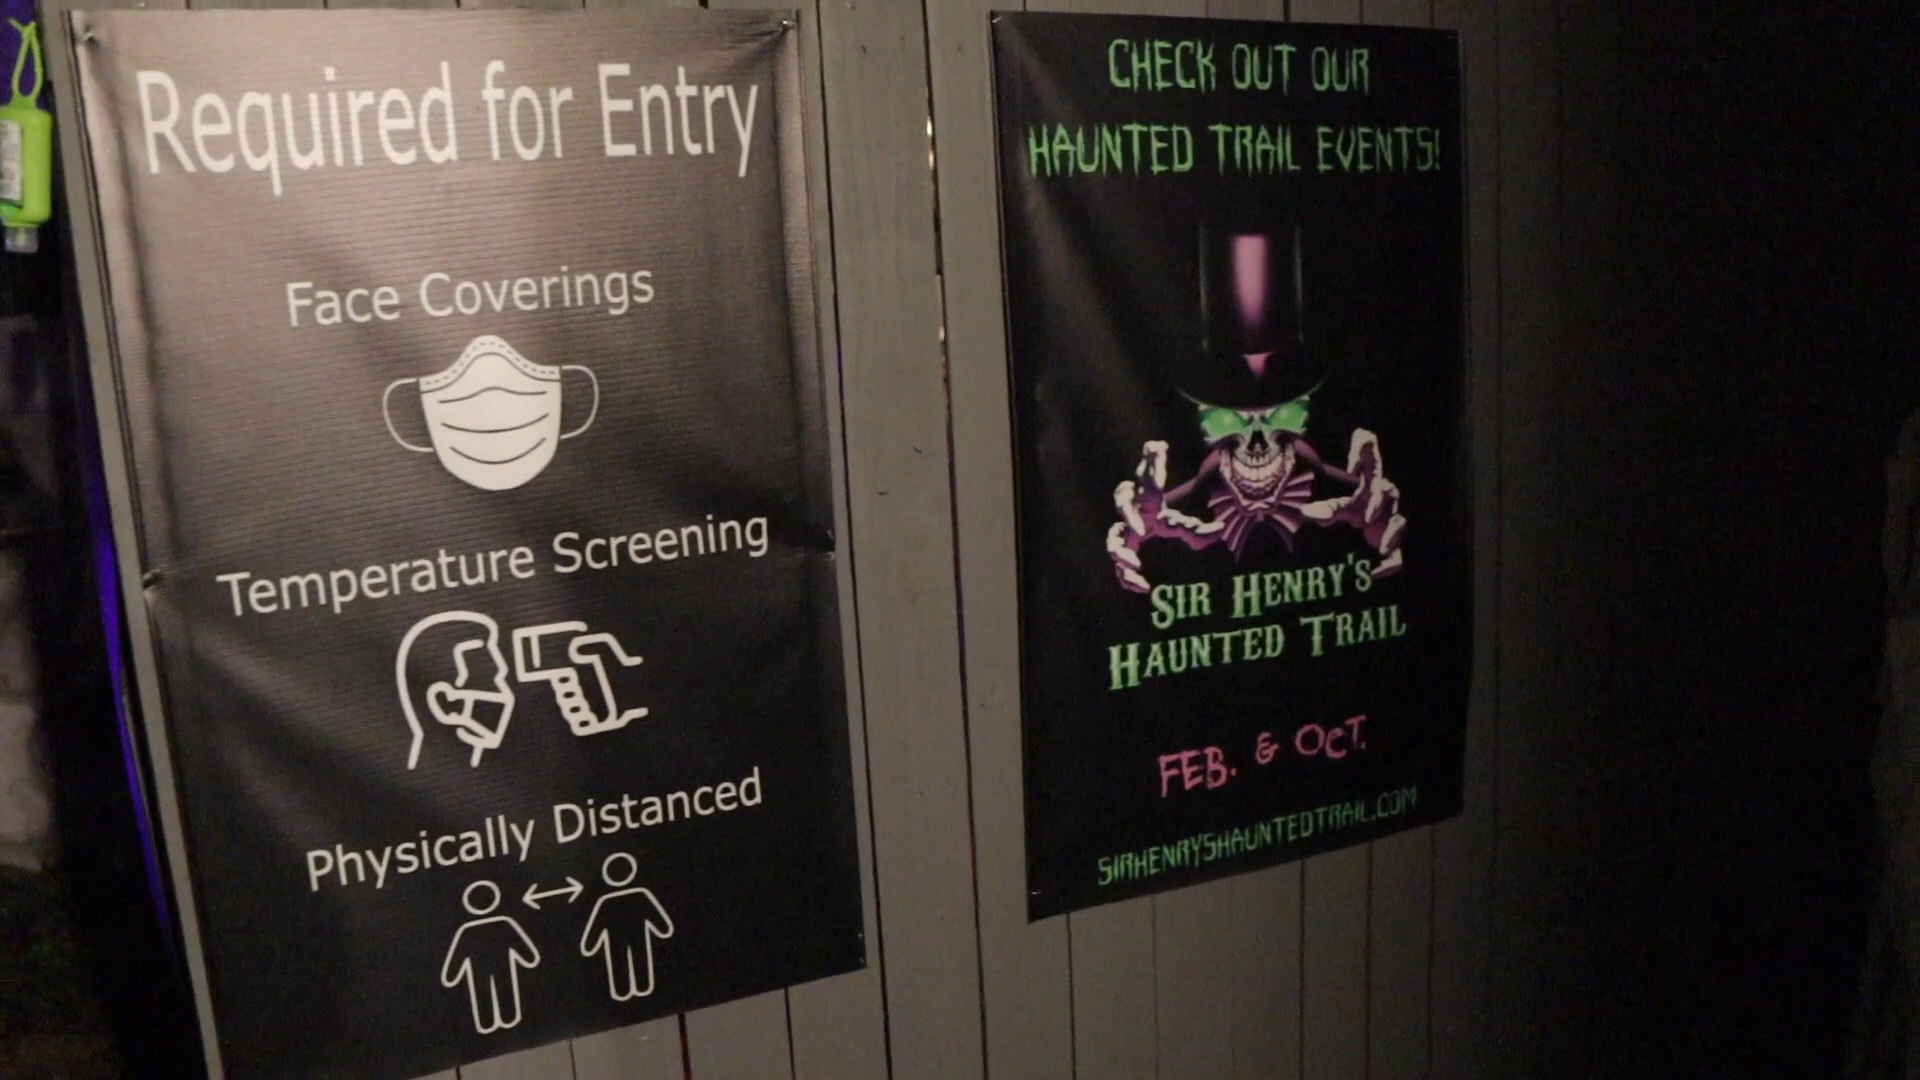 Required for Entry
Face Coverings
Temperature Screening
Physically Distanced
CHECK OUT OUR
HAUNTED TRAIL EVENTS!
SIR HENRY'S
HAUNTED TRAIL
FEB. & OCT.
SIRHENRYSHAUNTEDTRAIL.COM